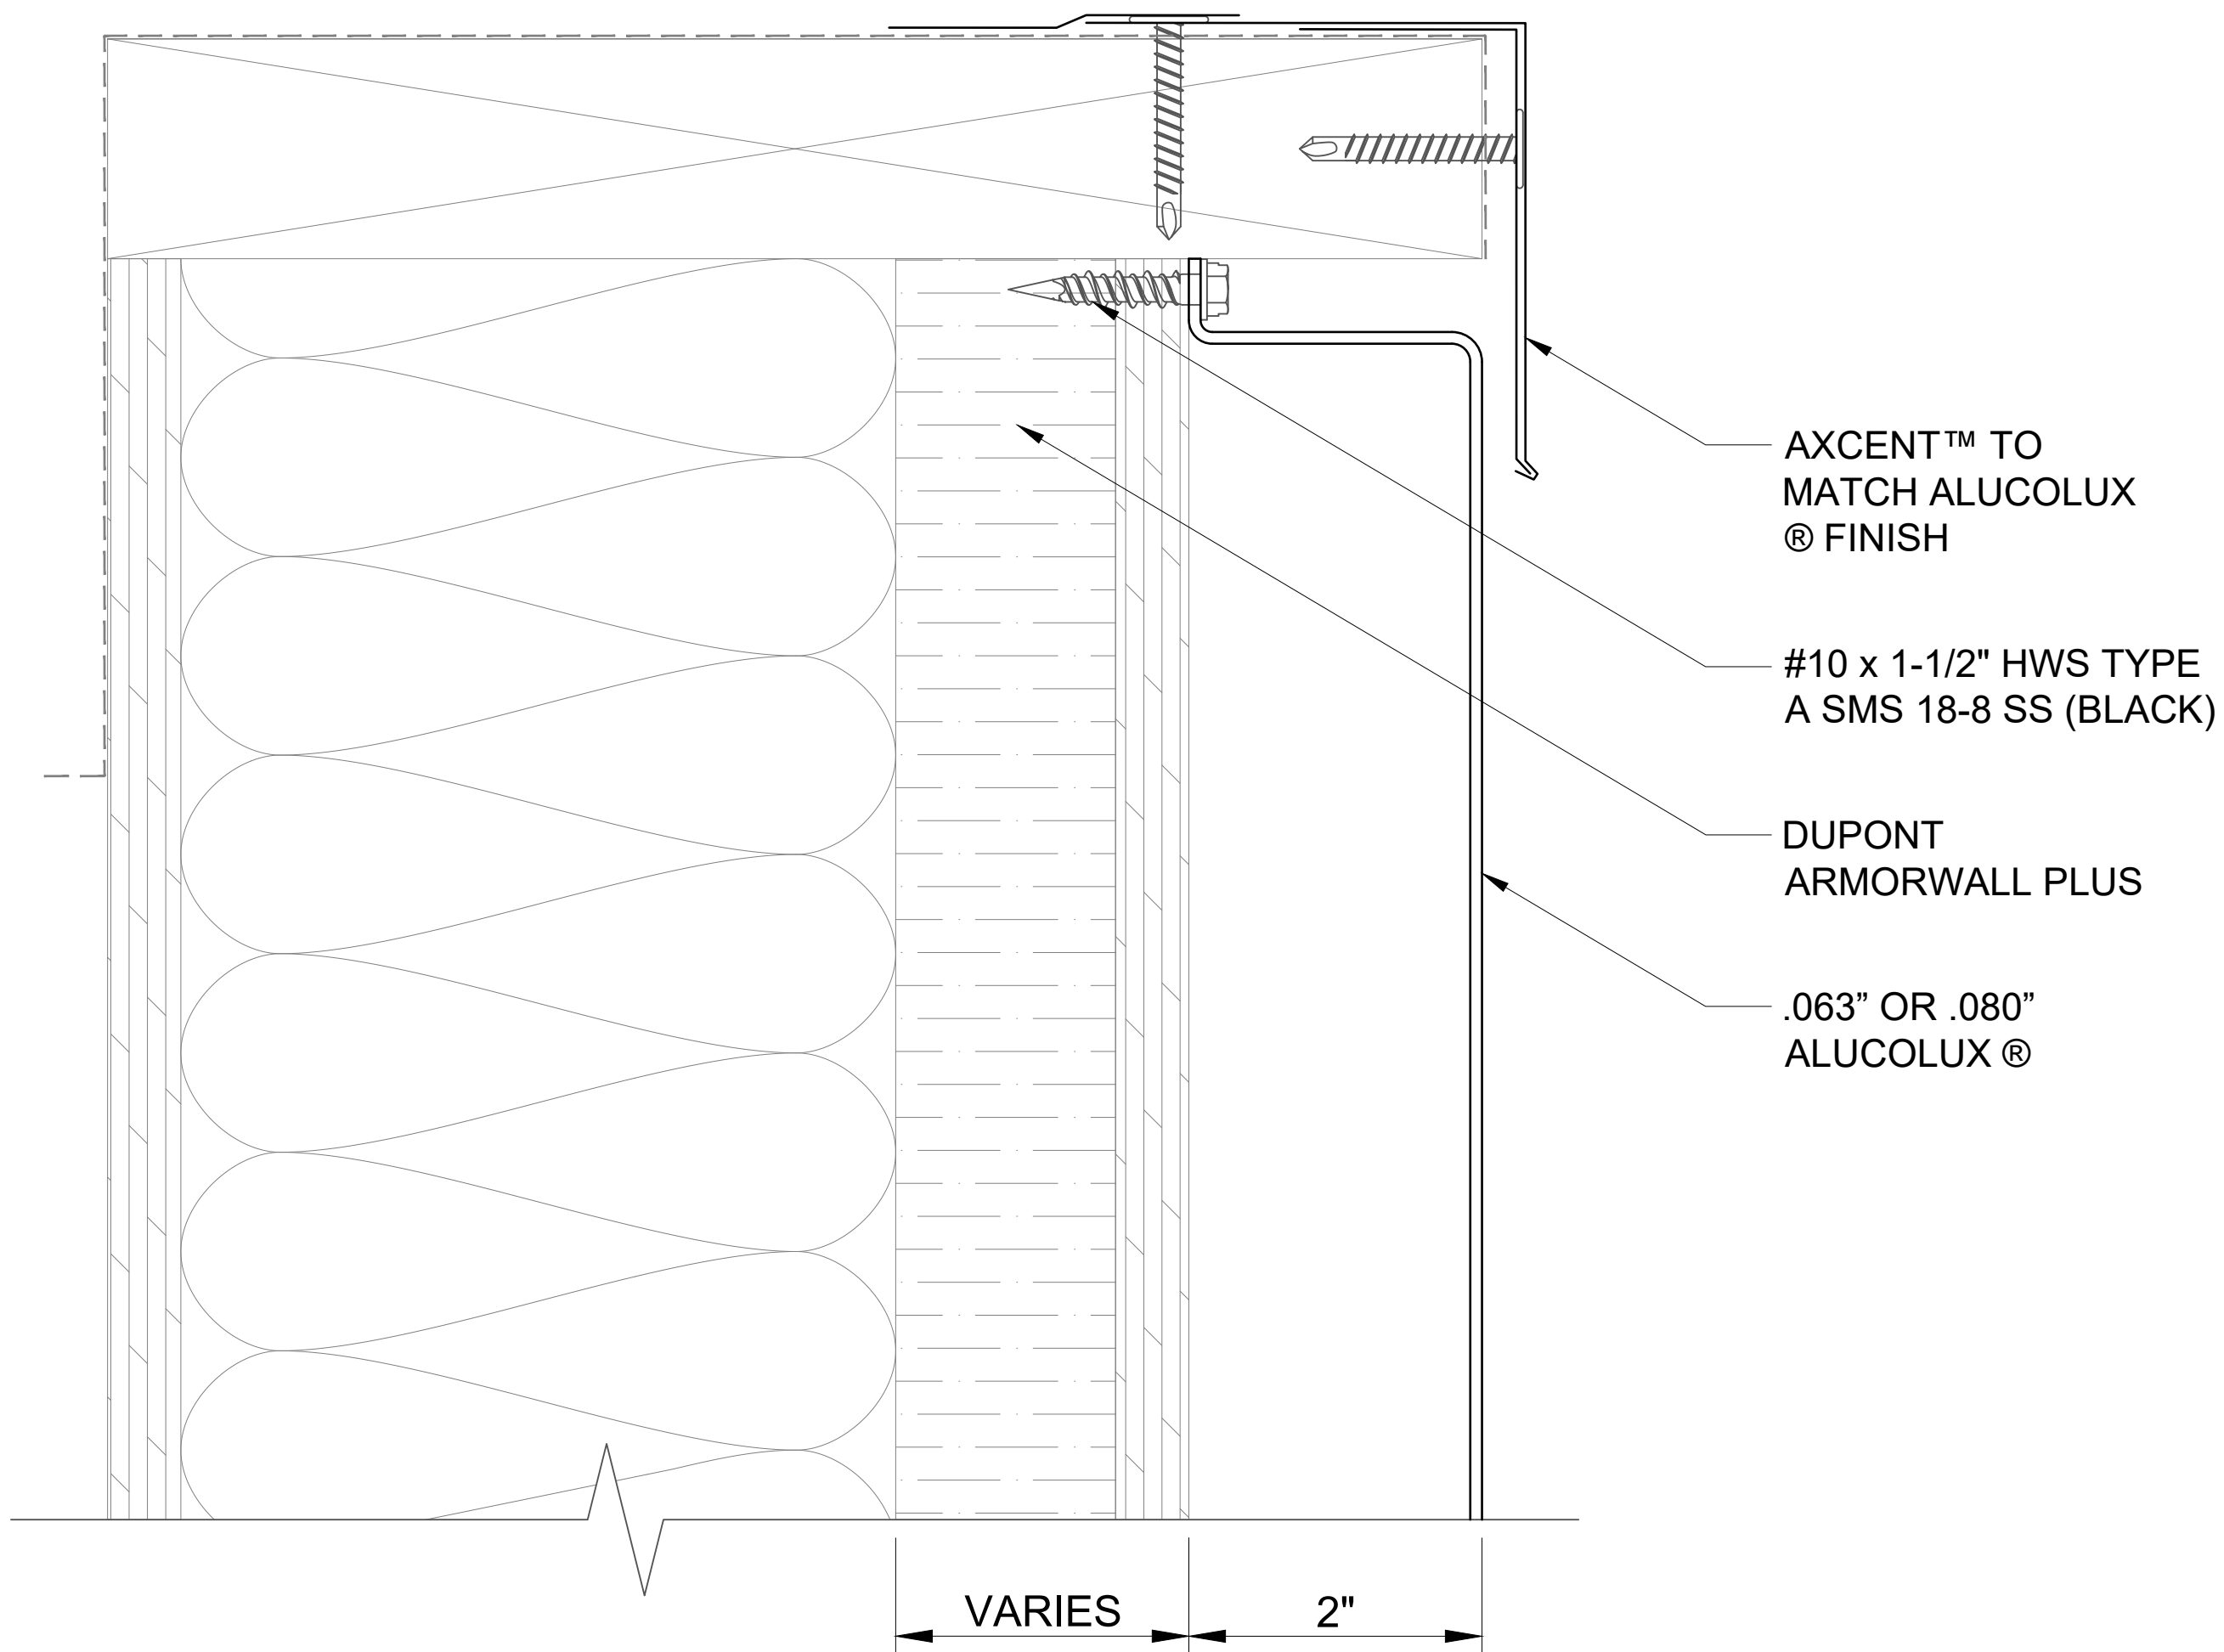 AXCENT™ TO
MATCH ALUCOLUX
® FINISH
#10 x 1-1/2" HWS TYPE
A SMS 18-8 SS (BLACK)
DUPONT
ARMORWALL PLUS
.063” OR .080”
ALUCOLUX ®
VARIES
2"